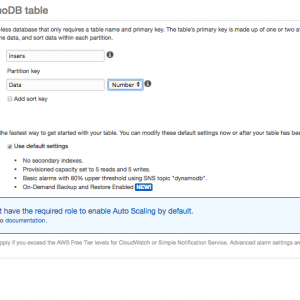 oDB table
-less database that only requires a table name and primary key. The table's primary key is made up of one or two at
he data, and sort data within each partition.
insers
Partition key
Data
Number
Add sort key
the fastest way to get started with your table. You can modify these default settings now or after your table has bee
Use default settings
• No secondary indexes.
• Provisioned capacity set to 5 reads and 5 writes.
• Basic alarms with 80% upper threshold using SNS topic "dynamodb".
• On-Demand Backup and Restore Enabled NEW!
t have the required role to enable Auto Scaling by default.
o documentation.
apply if you exceed the AWS Free Tier levels for CloudWatch or Simple Notification Service. Advanced alarm settings are